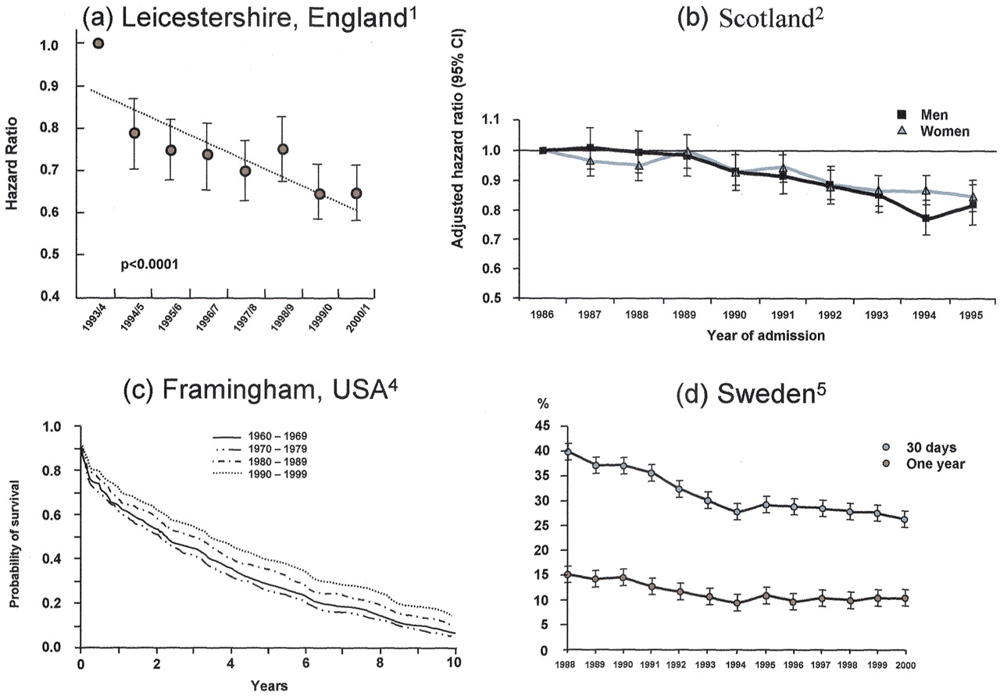 (a) Leicestershire, England1
Hazard Ratio
1.0
0.9
0.8
0.7
0.6
0.5
0.4
p<0.0001
1993/4
1994/5
1995/6
1996/7
1997/8
1998/9
1999/0
2000/1
(b) Scotland2
Adjusted hazard ratio (95% CI)
Men
Women
1.1
1.0
0.9
0.8
0.7
0.6
0.5
1986 1987 1988 1989 1990 1991 1992 1993 1994 1995
Year of admission
(c) Framingham, USA4
Probability of survival
1.0
0.8
0.6
0.4
0.2
0.0
1960 – 1969
1970 – 1979
1980 – 1989
1990 – 1999
0 2 4 6 8 10
Years
(d) Sweden5
%
45
40
35
30
25
20
15
10
5
0
30 days
One year
1988 1989 1990 1991 1992 1993 1994 1995 1996 1997 1998 1999 2000